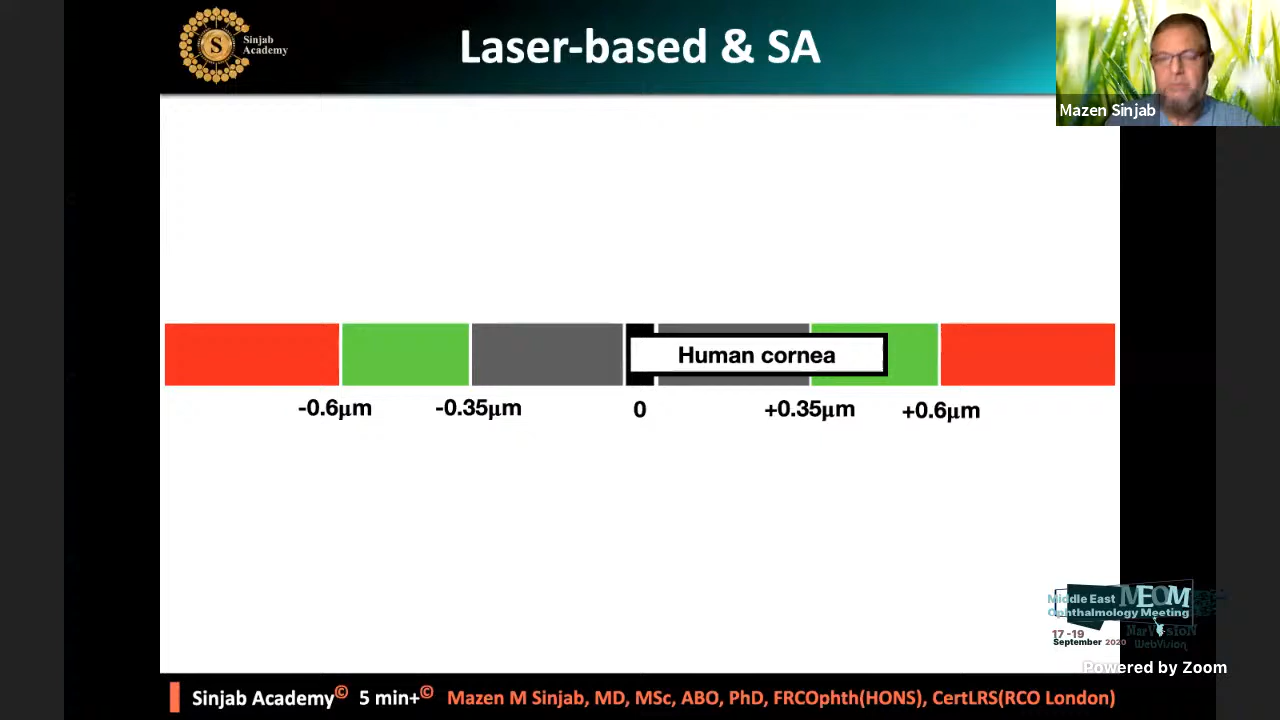 S
Sinjab
Academy
Laser-based & SA
Mazen Sinjab
Human cornea
-0.6μm
-0.35μm
0
+0.35μm
+0.6μm
Middle East
MEOM
Ophthalmology Meeting
17 -19
September 2020
MarVision
WebVision
Powered by Zoom
Sinjab Academy© 5 min+© Mazen M Sinjab, MD, MSc, ABO, PhD, FRCOphth(HONS), CertLRS(RCO London)